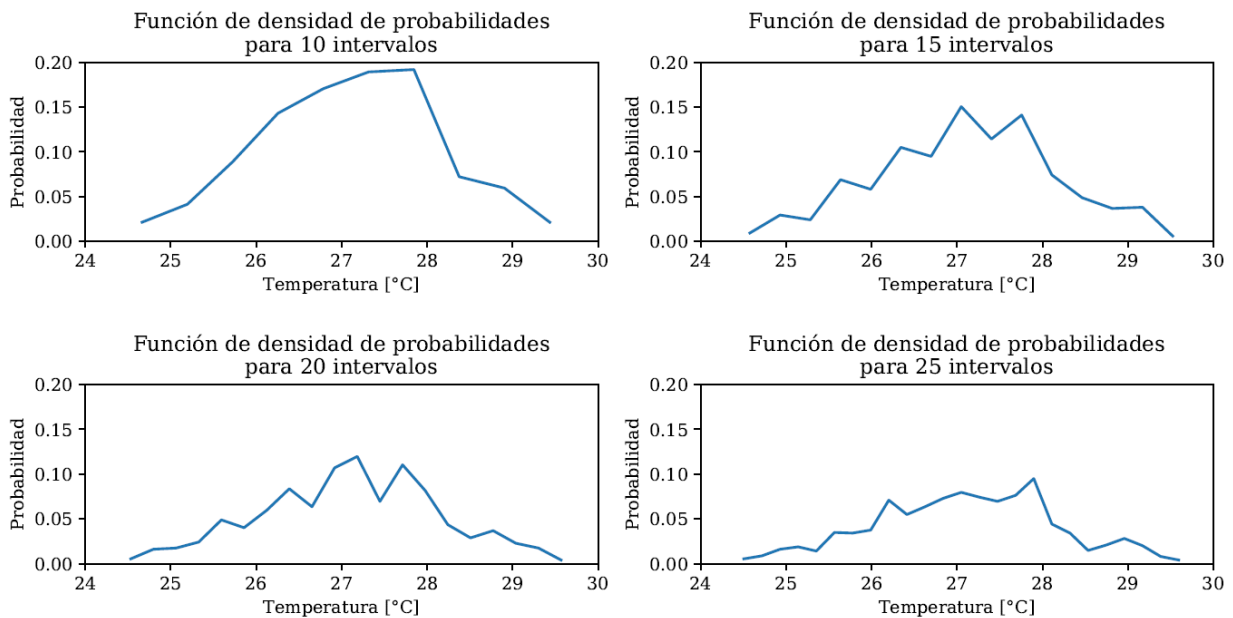 Función de densidad de probabilidades
para 10 intervalos
Probabilidad
0.20
0.15
0.10
0.05
0.00
24 25 26 27 28 29 30
Temperatura [°C]
Función de densidad de probabilidades
para 15 intervalos
Probabilidad
0.20
0.15
0.10
0.05
0.00
24 25 26 27 28 29 30
Temperatura [°C]
Función de densidad de probabilidades
para 20 intervalos
Probabilidad
0.20
0.15
0.10
0.05
0.00
24 25 26 27 28 29 30
Temperatura [°C]
Función de densidad de probabilidades
para 25 intervalos
Probabilidad
0.20
0.15
0.10
0.05
0.00
24 25 26 27 28 29 30
Temperatura [°C]